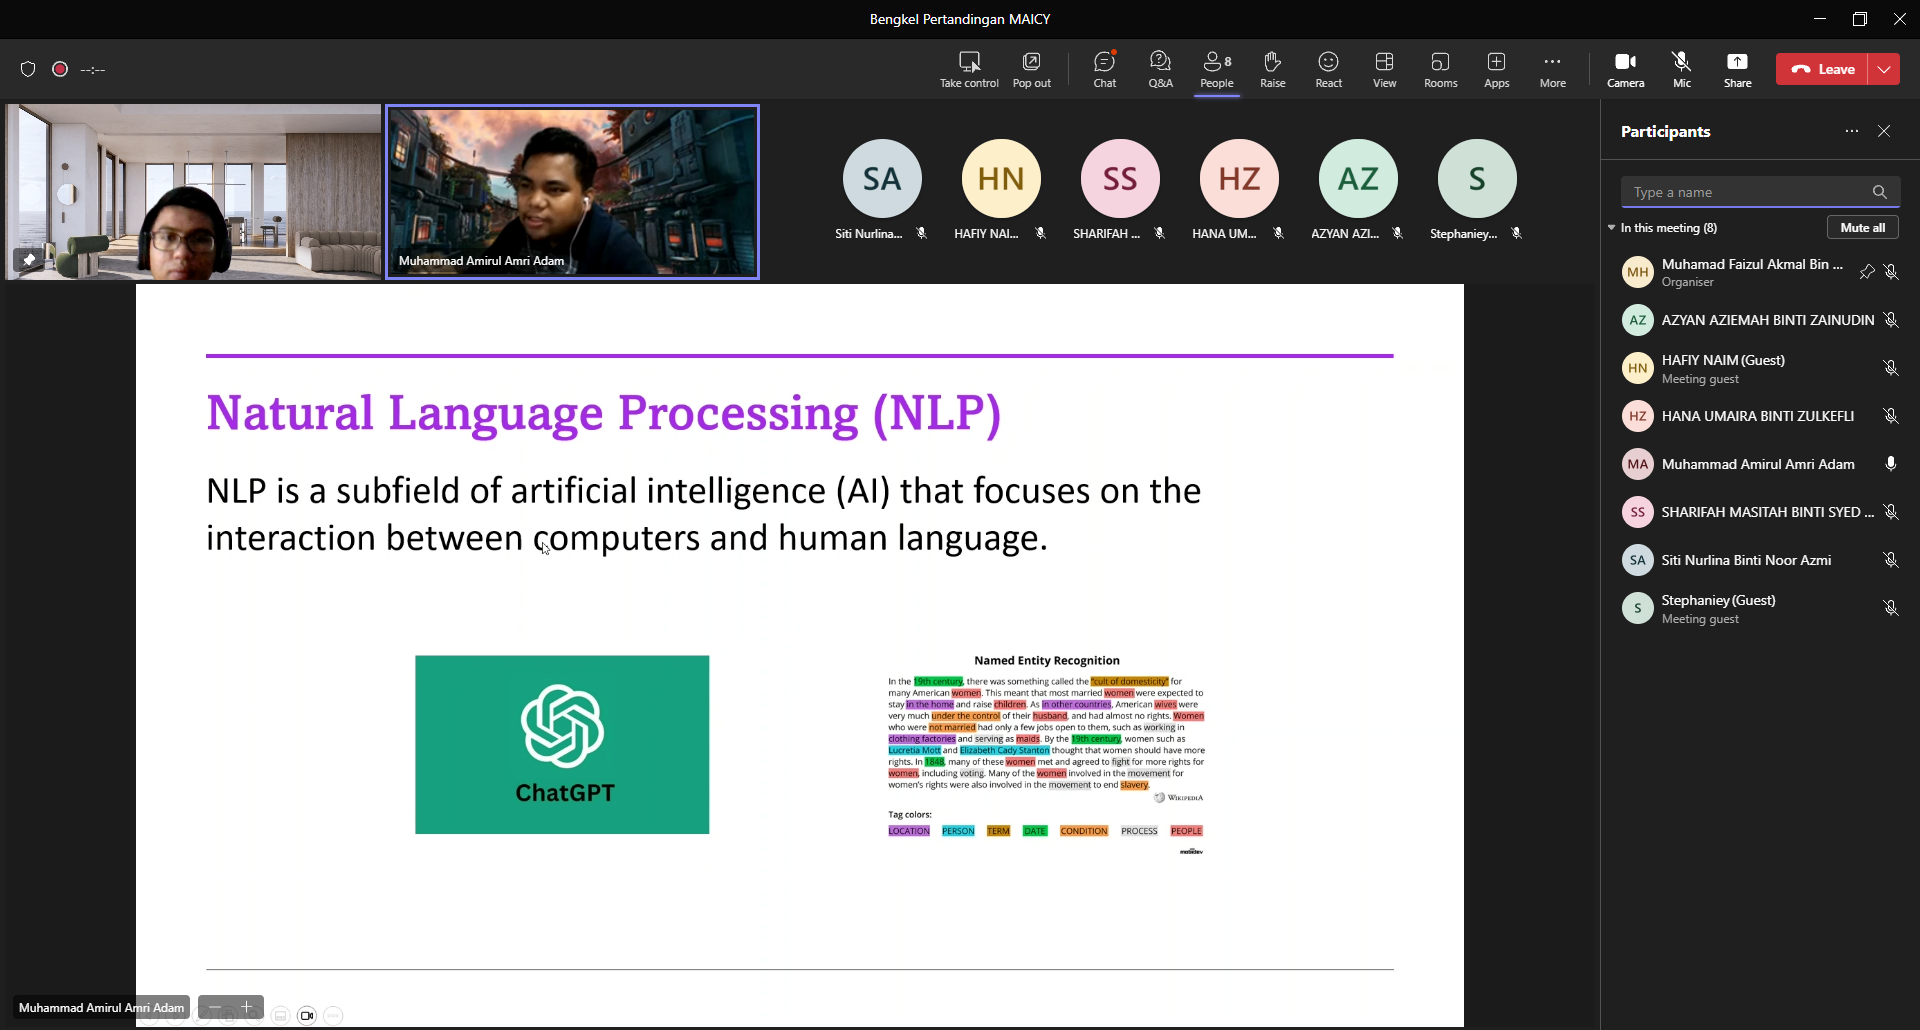 Bengkel Pertandingan MAICY
--:--
Take control
Pop out
Chat
Q&A
8
People
Raise
React
View
Rooms
Apps
More
Camera
Mic
Share
Leave
Muhammad Amirul Amri Adam
SA
Siti Nurlina...
HN
HAFIY NAI...
SS
SHARIFAH ...
HZ
HANA UM...
AZ
AZYAN AZI...
S
Stephaniey...
Natural Language Processing (NLP)
NLP is a subfield of artificial intelligence (AI) that focuses on the
interaction between computers and human language.
ChatGPT
Named Entity Recognition
In the 19th century, there was something called the "cult of domesticity" for
many American women. This meant that most married women were expected to
stay in the home and raise children. As in other countries, American wives were
very much under the control of their husband, and had almost no rights. Women
who were not married had only a few jobs open to them, such as working in
clothing factories and serving as maids. By the 19th century, women such as
Lucretia Mott and Elizabeth Cady Stanton thought that women should have more
rights. In 1848, many of these women met and agreed to fight for more rights for
women, including voting. Many of the women involved in the movement for
women's rights were also involved in the movement to end slavery.
WIKIPEDIA
Tag colors:
LOCATION PERSON TERM DATE CONDITION PROCESS PEOPLE
mobidev
Muhammad Amirul Amri Adam
Participants
Type a name
In this meeting (8)
Mute all
MH
Muhamad Faizul Akmal Bin ...
Organiser
AZ
AZYAN AZIEMAH BINTI ZAINUDIN
HN
HAFIY NAIM (Guest)
Meeting guest
HZ
HANA UMAIRA BINTI ZULKEFLI
MA
Muhammad Amirul Amri Adam
SS
SHARIFAH MASITAH BINTI SYED ...
SA
Siti Nurlina Binti Noor Azmi
S
Stephaniey (Guest)
Meeting guest